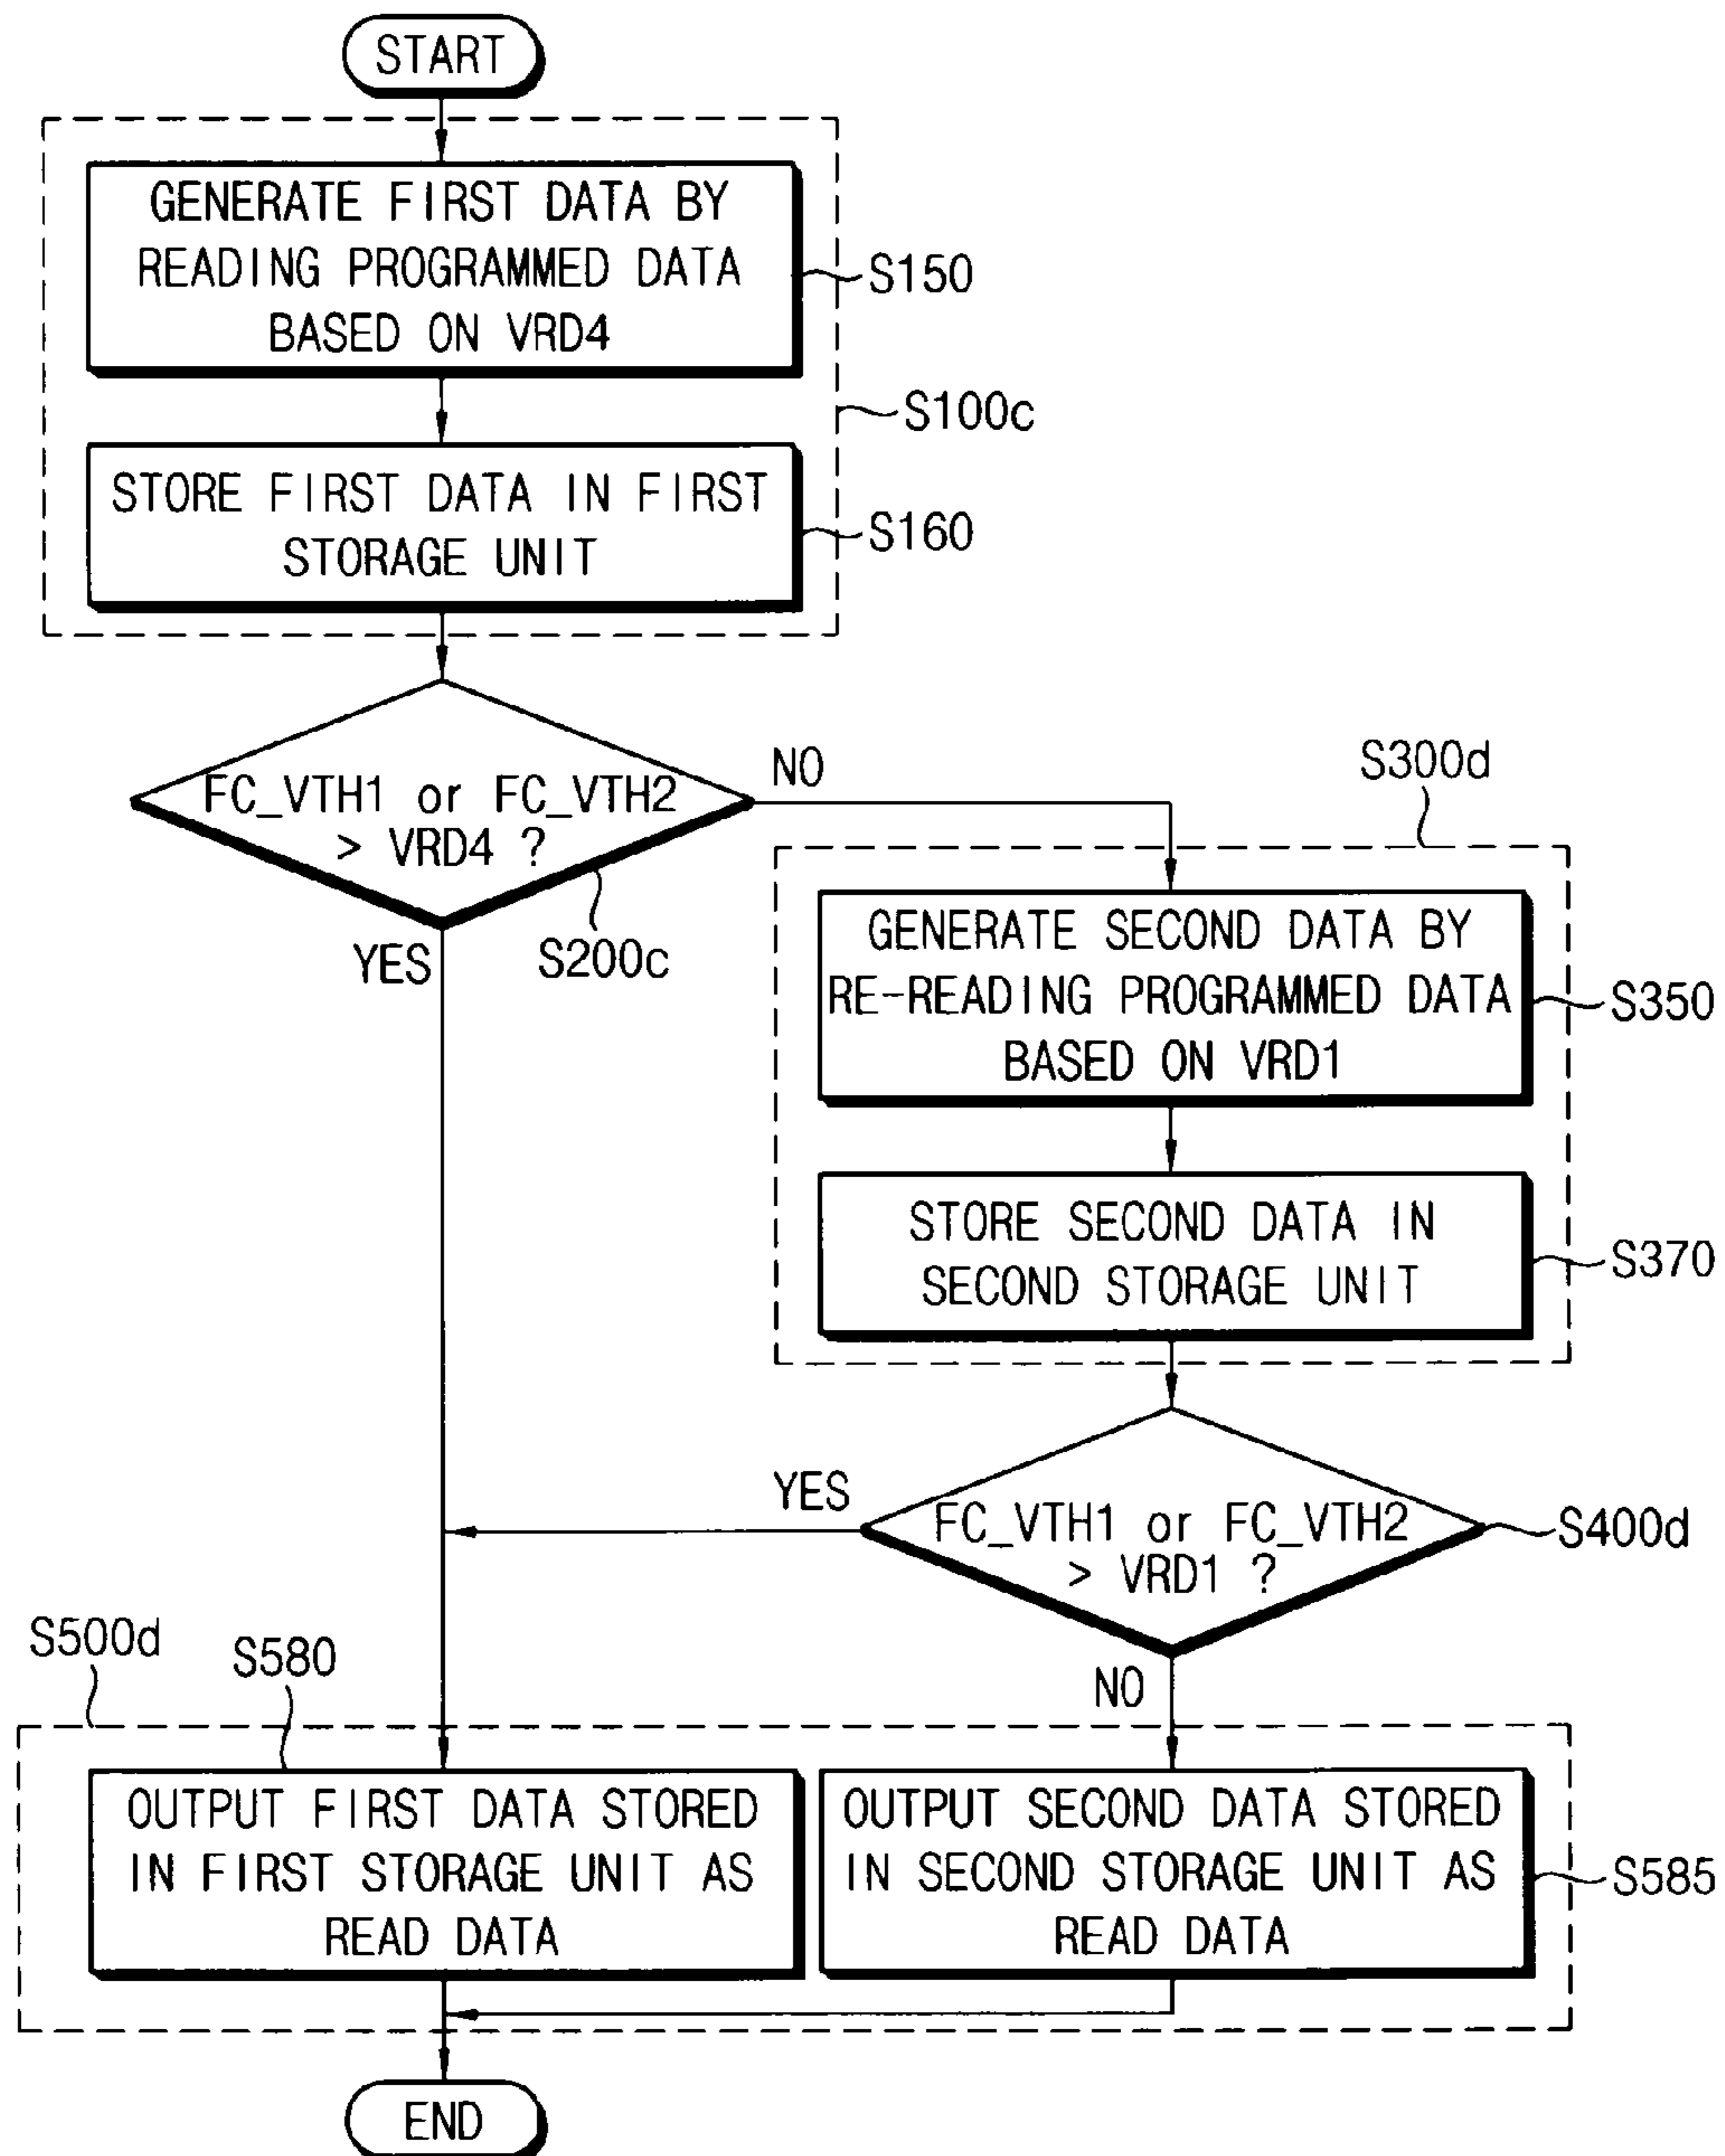 START
GENERATE FIRST DATA BY
READING PROGRAMMED DATA
BASED ON VRD4
S150
S100c
STORE FIRST DATA IN FIRST
STORAGE UNIT
S160
FC_VTH1 or FC_VTH2
> VRD4 ?
NO
YES
S200c
S300d
GENERATE SECOND DATA BY
RE-READING PROGRAMMED DATA
BASED ON VRD1
S350
STORE SECOND DATA IN
SECOND STORAGE UNIT
S370
YES
FC_VTH1 or FC_VTH2
> VRD1 ?
S400d
NO
S500d
S580
OUTPUT FIRST DATA STORED
IN FIRST STORAGE UNIT AS
READ DATA
OUTPUT SECOND DATA STORED
IN SECOND STORAGE UNIT AS
READ DATA
S585
END